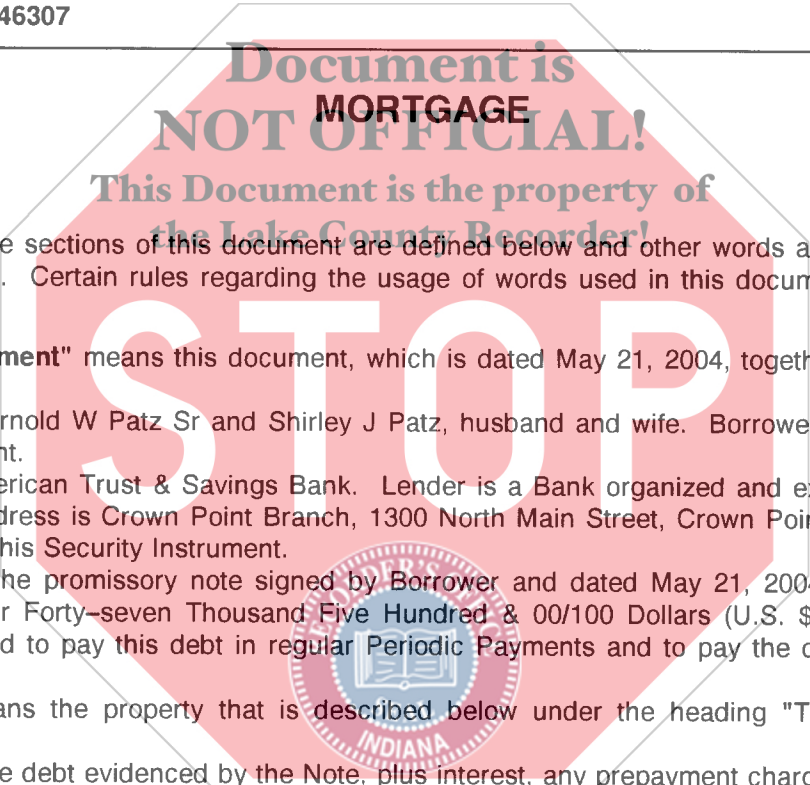 46307
Document is
MORTGAGE
NOT OFFICIAL!
This Document is the property of
the Lake County Recorder!
e sections of this document are defined below and other words a
. Certain rules regarding the usage of words used in this docum
STOP
ment" means this document, which is dated May 21, 2004, togeth
rnold W Patz Sr and Shirley J Patz, husband and wife. Borrowe
nt.
erican Trust & Savings Bank. Lender is a Bank organized and ex
dress is Crown Point Branch, 1300 North Main Street, Crown Poin
his Security Instrument.
he promissory note signed by Borrower and dated May 21, 2004
r Forty–seven Thousand Five Hundred & 00/100 Dollars (U.S. $
d to pay this debt in regular Periodic Payments and to pay the d
ans the property that is described below under the heading "T
INDIANA
e debt evidenced by the Note, plus interest, any prepayment charg